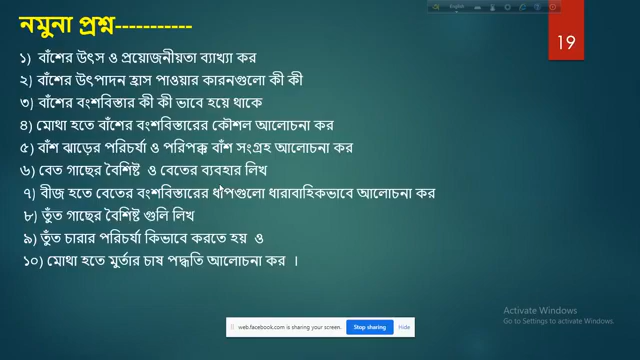 নমুনা প্রশ্ন-----------
English
19
১) বাঁশের উৎস ও প্রয়োজনীয়তা ব্যাখ্যা কর
২) বাঁশের উৎপাদন হ্রাস পাওয়ার কারনগুলো কী কী
৩) বাঁশের বংশবিস্তার কী কী ভাবে হয়ে থাকে
৪) মোথা হতে বাঁশের বংশবিস্তারের কৌশল আলোচনা কর
৫) বাঁশ ঝাড়ের পরিচর্যা ও পরিপক্ক বাঁশ সংগ্রহ আলোচনা কর
৬) বেত গাছের বৈশিষ্ট ও বেতের ব্যবহার লিখ
৭) বীজ হতে বেতের বংশবিস্তারের ধাপগুলো ধারাবাহিকভাবে আলোচনা কর
৮) তুঁত গাছের বৈশিষ্ট গুলি লিখ
৯) তুঁত চারার পরিচর্যা কিভাবে করতে হয় ও
১০) মোথা হতে মুর্তার চাষ পদ্ধতি আলোচনা কর ।
Activate Windows
Go to Settings to activate Windows.
web.facebook.com is sharing your screen. Stop sharing Hide